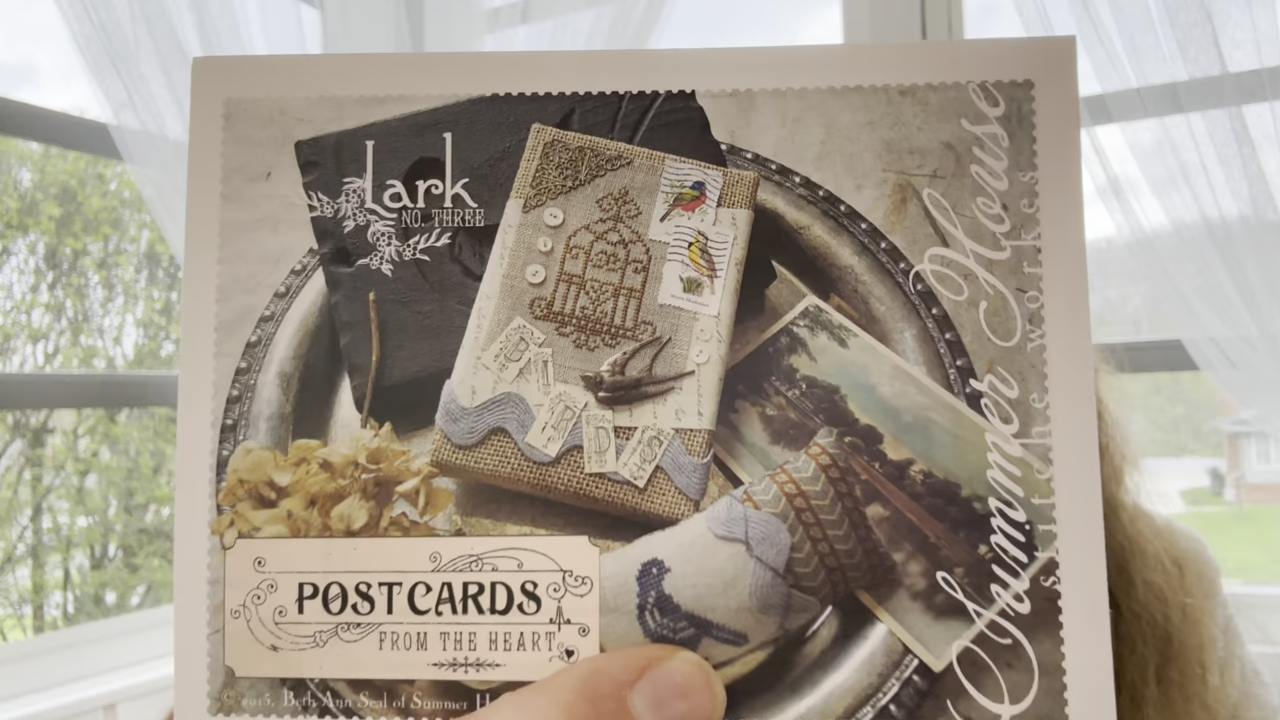 Lark
NO. THREE
BIRDS
POSTCARDS
FROM THE HEART
© 2015, Beth Ann Seal of Summer H
Summer House
stitche workes